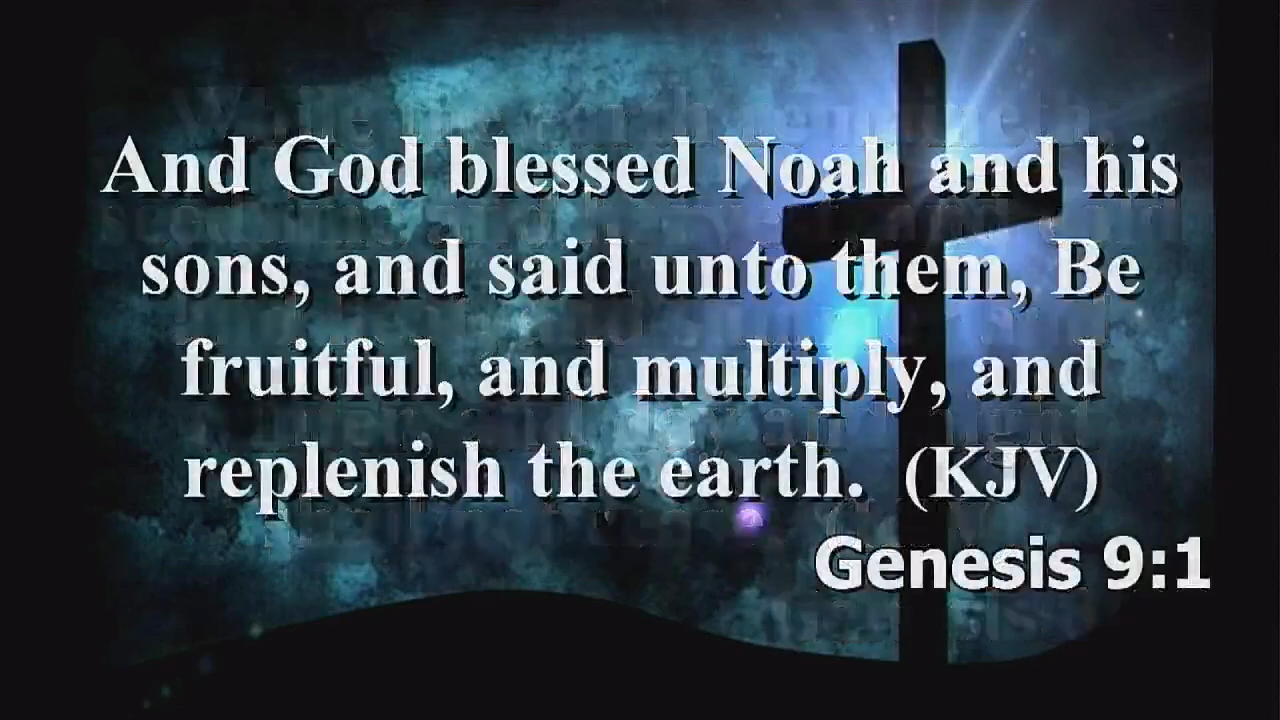 And God blessed Noah and his
sons, and said unto them, Be
fruitful, and multiply, and
replenish the earth. (KJV)
Genesis 9:1